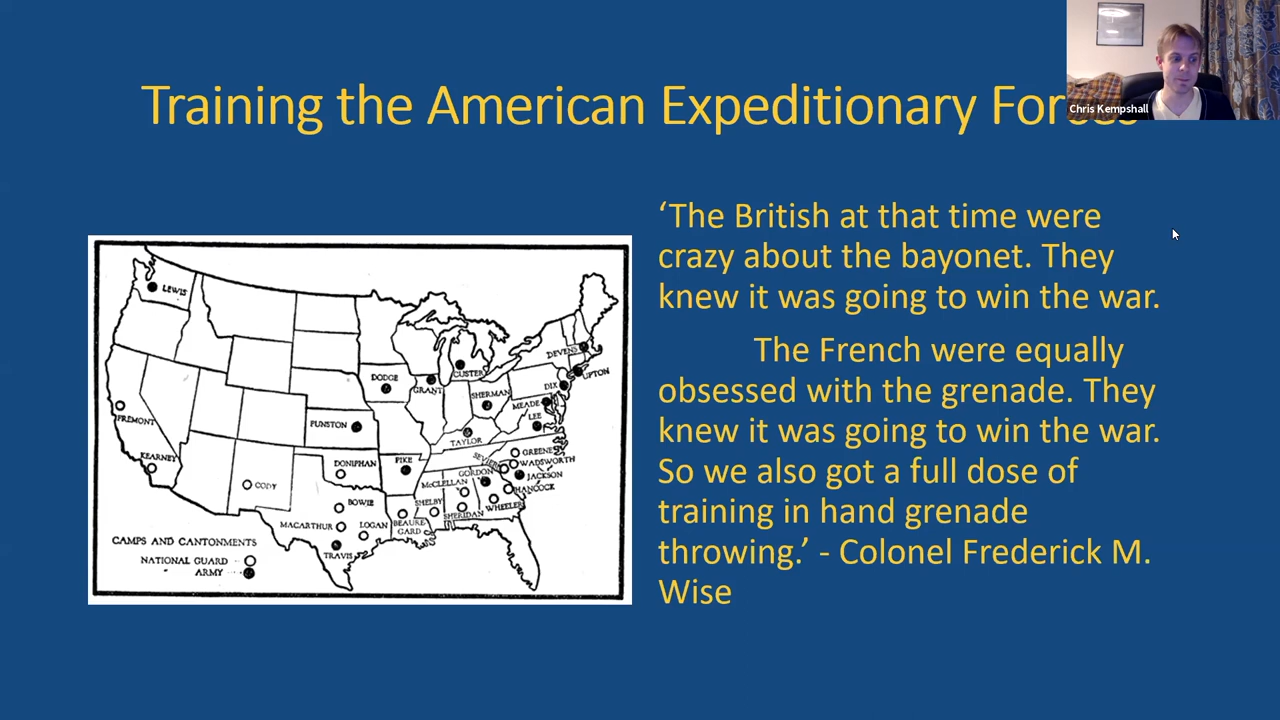 Training the American Expeditionary Forces
Chris Kempshall
‘The British at that time were
crazy about the bayonet. They
knew it was going to win the war.
The French were equally
obsessed with the grenade. They
knew it was going to win the war.
So we also got a full dose of
training in hand grenade
throwing.’ - Colonel Frederick M.
Wise
LEWIS
FREMONT
KEARNEY
CODY
FUNSTON
DODGE
GRANT
CUSTER
SHERMAN
TAYLOR
DEVENS
UPTON
DIX
MEADE
LEE
DONIPHAN
PIKE
BOWIE
MACARTHUR
LOGAN
TRAVIS
BEAURE
GARD
SHELBY
McCLELLAN
SHERIDAN
GORDON
SEVIER
GREENE
WADSWORTH
JACKSON
HANCOCK
WHEELER
CAMPS AND CANTONMENTS
NATIONAL GUARD
ARMY